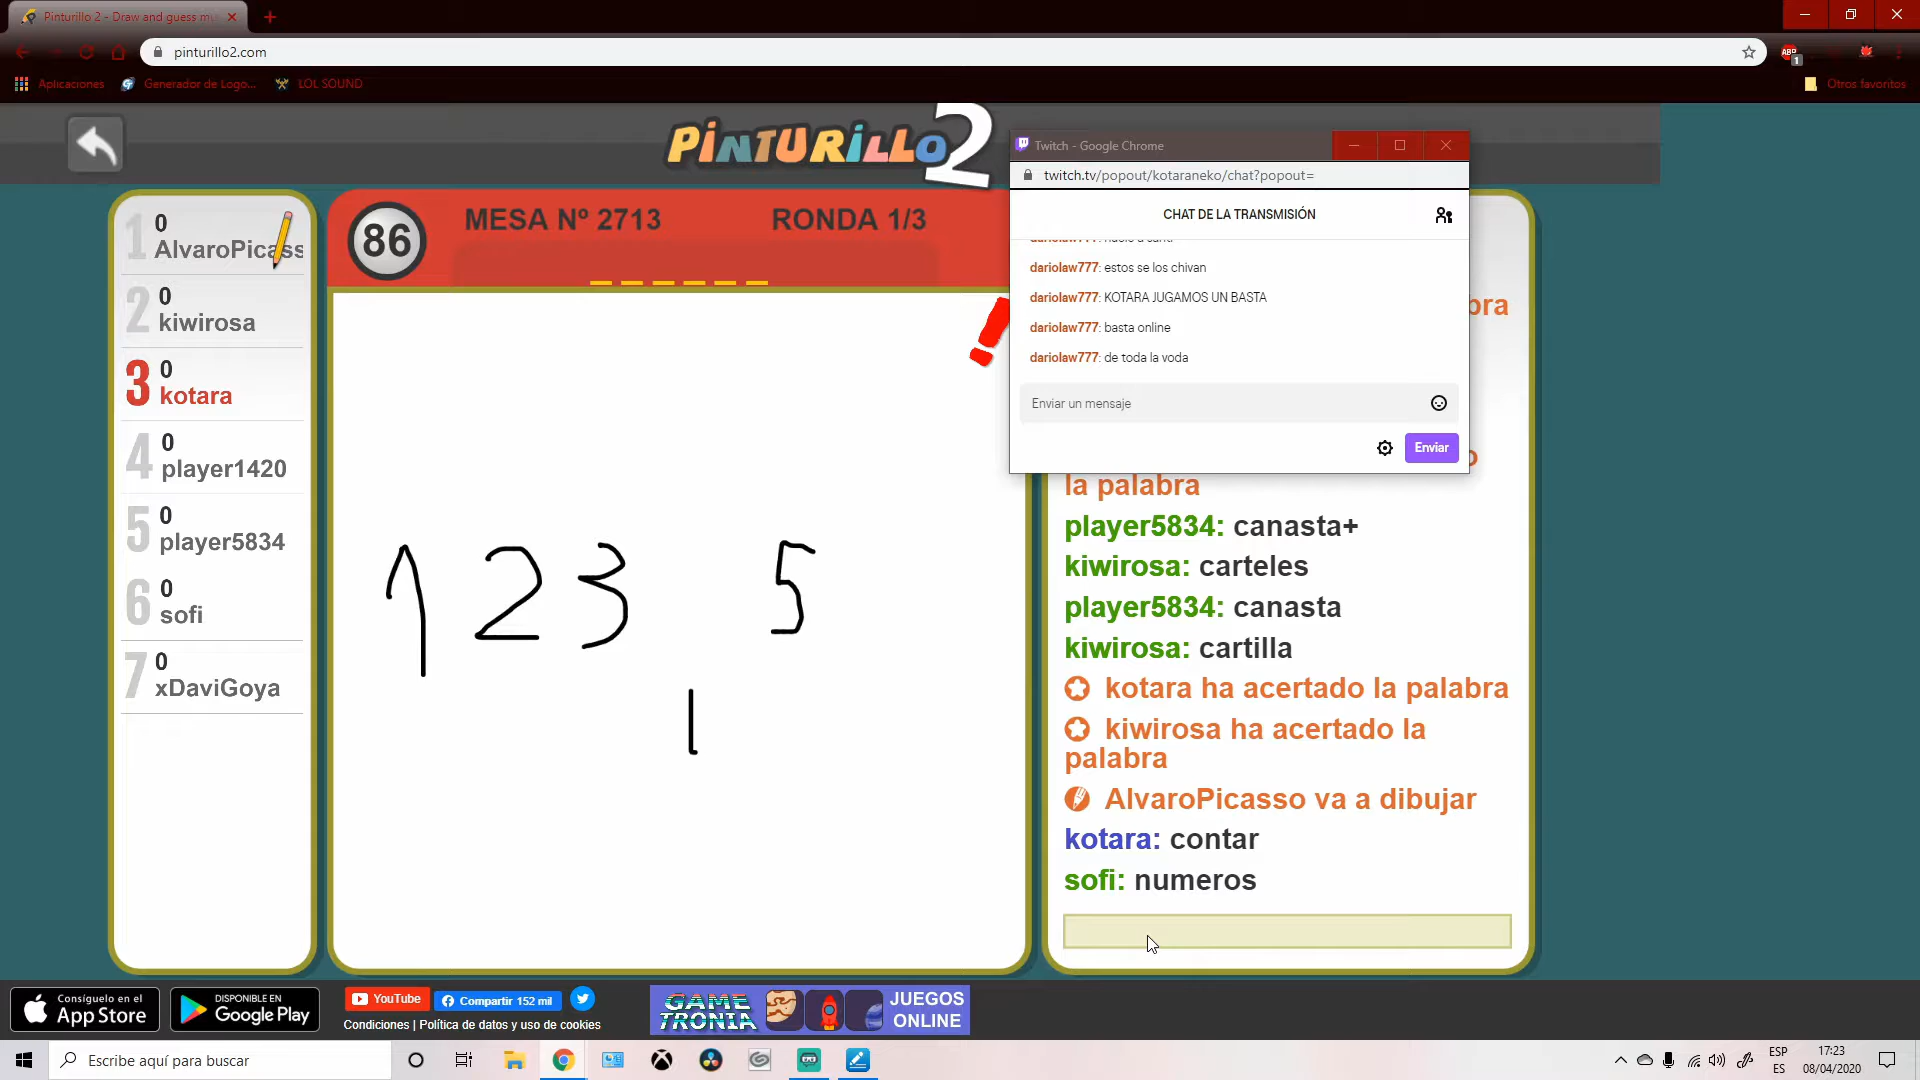 Pinturillo 2 - Draw and guess mu
pinturillo2.com
ABP
1
Aplicaciones
Generador de Logo...
LOL SOUND
Otros favoritos
PiNTURiLLO 2
1 0
AlvaroPicass
2 0
kiwirosa
3 0
kotara
4 0
player1420
5 0
player5834
6 0
sofi
7 0
xDaviGoya
86
MESA Nº 2713
RONDA 1/3
1 2 3 5
!
Twitch - Google Chrome
twitch.tv/popout/kotaraneko/chat?popout=
CHAT DE LA TRANSMISIÓN
dariolaw777: estos se los chivan
dariolaw777: KOTARA JUGAMOS UN BASTA
dariolaw777: basta online
dariolaw777: de toda la voda
Enviar un mensaje
Enviar
bra
o
la palabra
player5834: canasta+
kiwirosa: carteles
player5834: canasta
kiwirosa: cartilla
kotara ha acertado la palabra
kiwirosa ha acertado la
palabra
AlvaroPicasso va a dibujar
kotara: contar
sofi: numeros
Consíguelo en el
App Store
DISPONIBLE EN
Google Play
YouTube
Compartir 152 mil
Condiciones | Política de datos y uso de cookies
GAME
TRONIA
JUEGOS
ONLINE
Escribe aquí para buscar
ESP
ES
17:23
08/04/2020